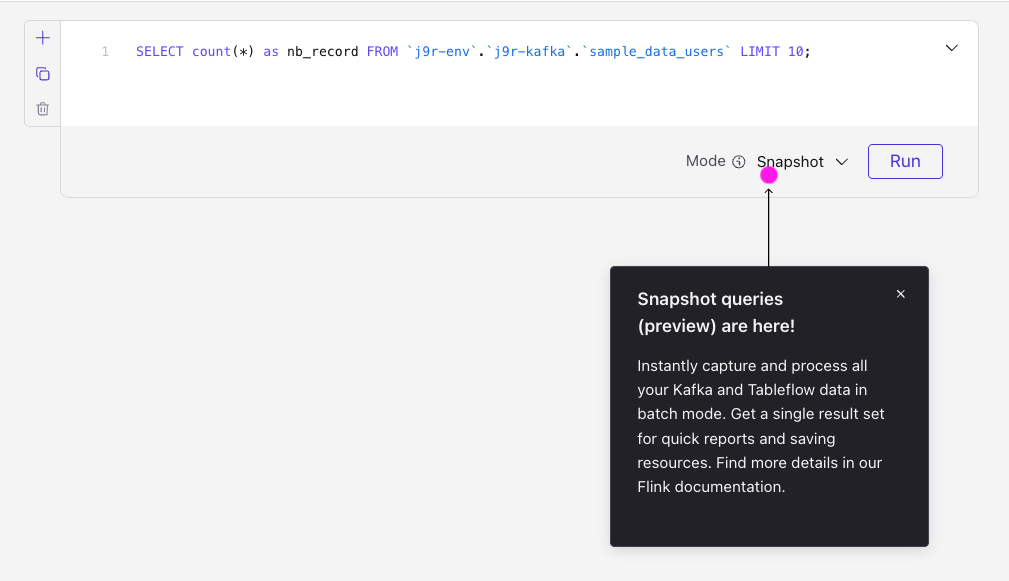 1 SELECT count(*) as nb_record FROM `j9r-env`.`j9r-kafka`.`sample_data_users` LIMIT 10;
Mode Snapshot Run
Snapshot queries
(preview) are here!
Instantly capture and process all
your Kafka and Tableflow data in
batch mode. Get a single result set
for quick reports and saving
resources. Find more details in our
Flink documentation.